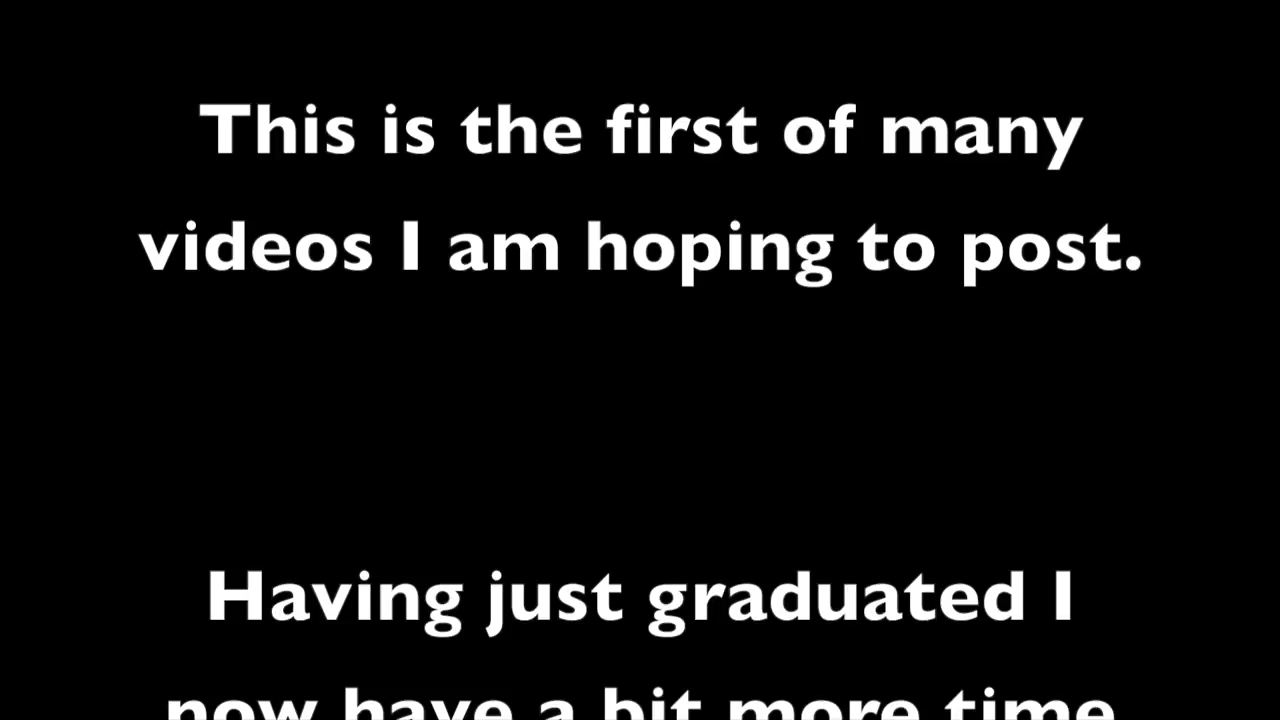 This is the first of many
videos I am hoping to post.
Having just graduated I
now have a bit more time